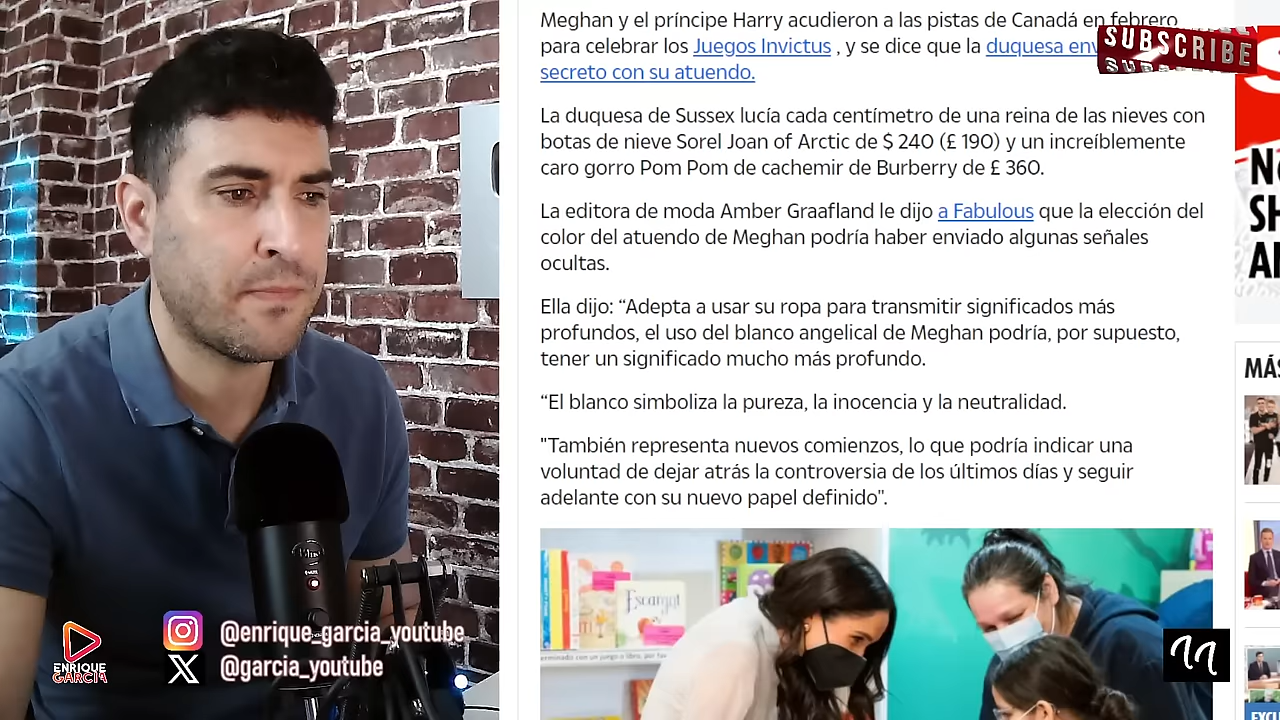 Meghan y el príncipe Harry acudieron a las pistas de Canadá en febrero
para celebrar los Juegos Invictus , y se dice que la duquesa
secreto con su atuendo.
La duquesa de Sussex lucía cada centímetro de una reina de las nieves con
botas de nieve Sorel Joan of Arctic de $ 240 (£ 190) y un increíblemente
caro gorro Pom Pom de cachemir de Burberry de £ 360.
La editora de moda Amber Graafland le dijo a Fabulous que la elección del
color del atuendo de Meghan podría haber enviado algunas señales
ocultas.
Ella dijo: “Adepta a usar su ropa para transmitir significados más
profundos, el uso del blanco angelical de Meghan podría, por supuesto,
tener un significado mucho más profundo.
“El blanco simboliza la pureza, la inocencia y la neutralidad.
"También representa nuevos comienzos, lo que podría indicar una
voluntad de dejar atrás la controversia de los últimos días y seguir
adelante con su nuevo papel definido".
SUBSCRIBE
MÁS
Blue
ENRIQUE
GARCIA
@enrique_garcia_youtube
@garcia_youtube